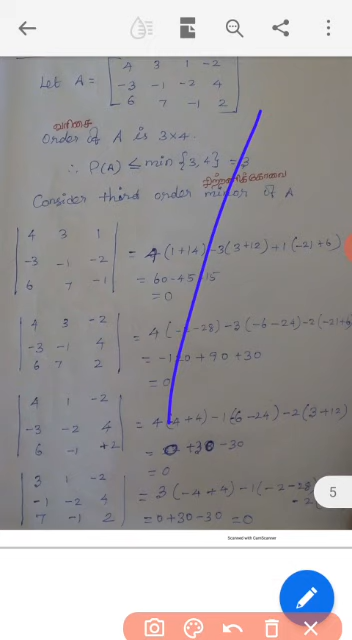 4 3 1 -2
Let A = -3 -1 -2 4
6 7 -1 2
வரிசை
Order of A is 3×4.
∴ P(A) ≤ min {3,4} = 3
சிற்றணிக்கோவை
Consider third order minor of A
4 3 1
-3 -1 -2 = 4(1+14)-3(3+12)+1(-21+6)
6 7 -1 = 60-45-15
= 0
4 3 -2
-3 -1 4 = 4(-2-28)-3(-6-24)-2(-21+6)
6 7 2 = -120+90+30
= 0
4 1 -2
-3 -2 4 = 4(-4+4)-1(-6-24)-2(3+12)
6 -1 +2 = 0+30-30
= 0
3 1 -2
-1 -2 4 = 3(-4+4)-1(-2-28)
7 -1 2 -2
= 0+30-30 = 0
5
Scanned with CamScanner